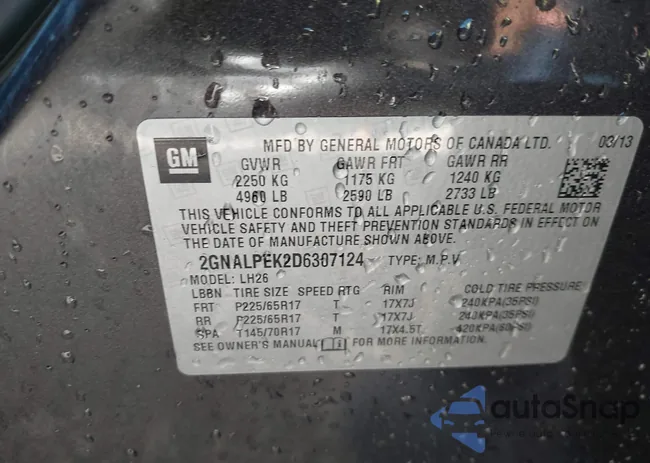 GM
MFD BY GENERAL MOTORS OF CANADA LTD. 03/13
GVWR GAWR FRT GAWR RR
2250 KG 1175 KG 1240 KG
4960 LB 2590 LB 2733 LB
THIS VEHICLE CONFORMS TO ALL APPLICABLE U.S. FEDERAL MOTOR
VEHICLE SAFETY AND THEFT PREVENTION STANDARDS IN EFFECT ON THE
DATE OF MANUFACTURE SHOWN ABOVE.
2GNALPEK2D6307124 TYPE: M.P.V
MODEL: LH26
LBBN TIRE SIZE SPEED RTG RIM COLD TIRE PRESSURE
FRT P225/65R17 T 17X7J 240KPA(35PSI)
RR P225/65R17 T 17X7J 240KPA(35PSI)
SPA T145/70R17 M 17X4.5T 420KPA(60PSI)
SEE OWNER'S MANUAL FOR MORE INFORMATION.
autoSnap